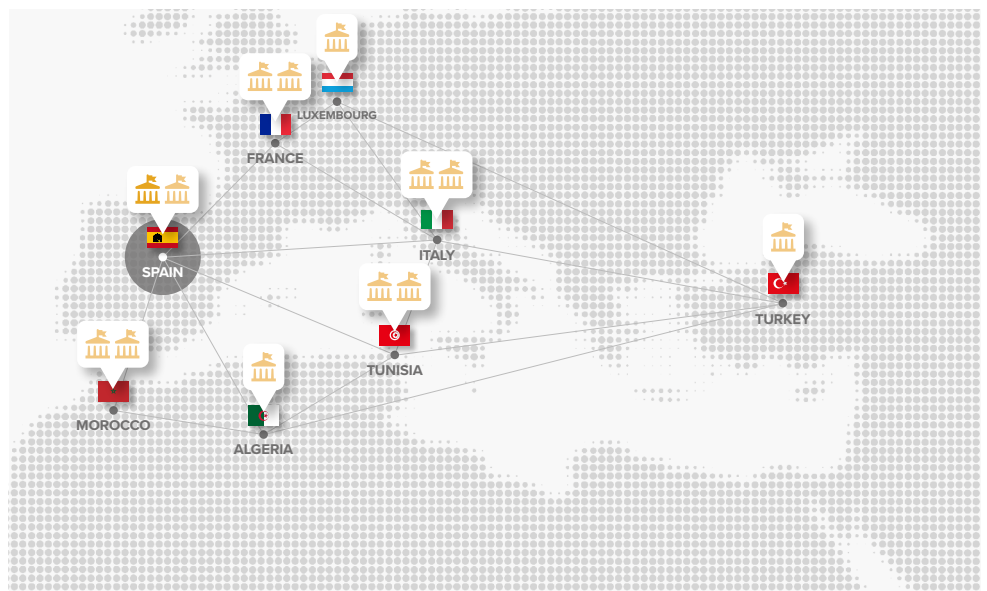 LUXEMBOURG
FRANCE
ITALY
SPAIN
TURKEY
TUNISIA
MOROCCO
ALGERIA